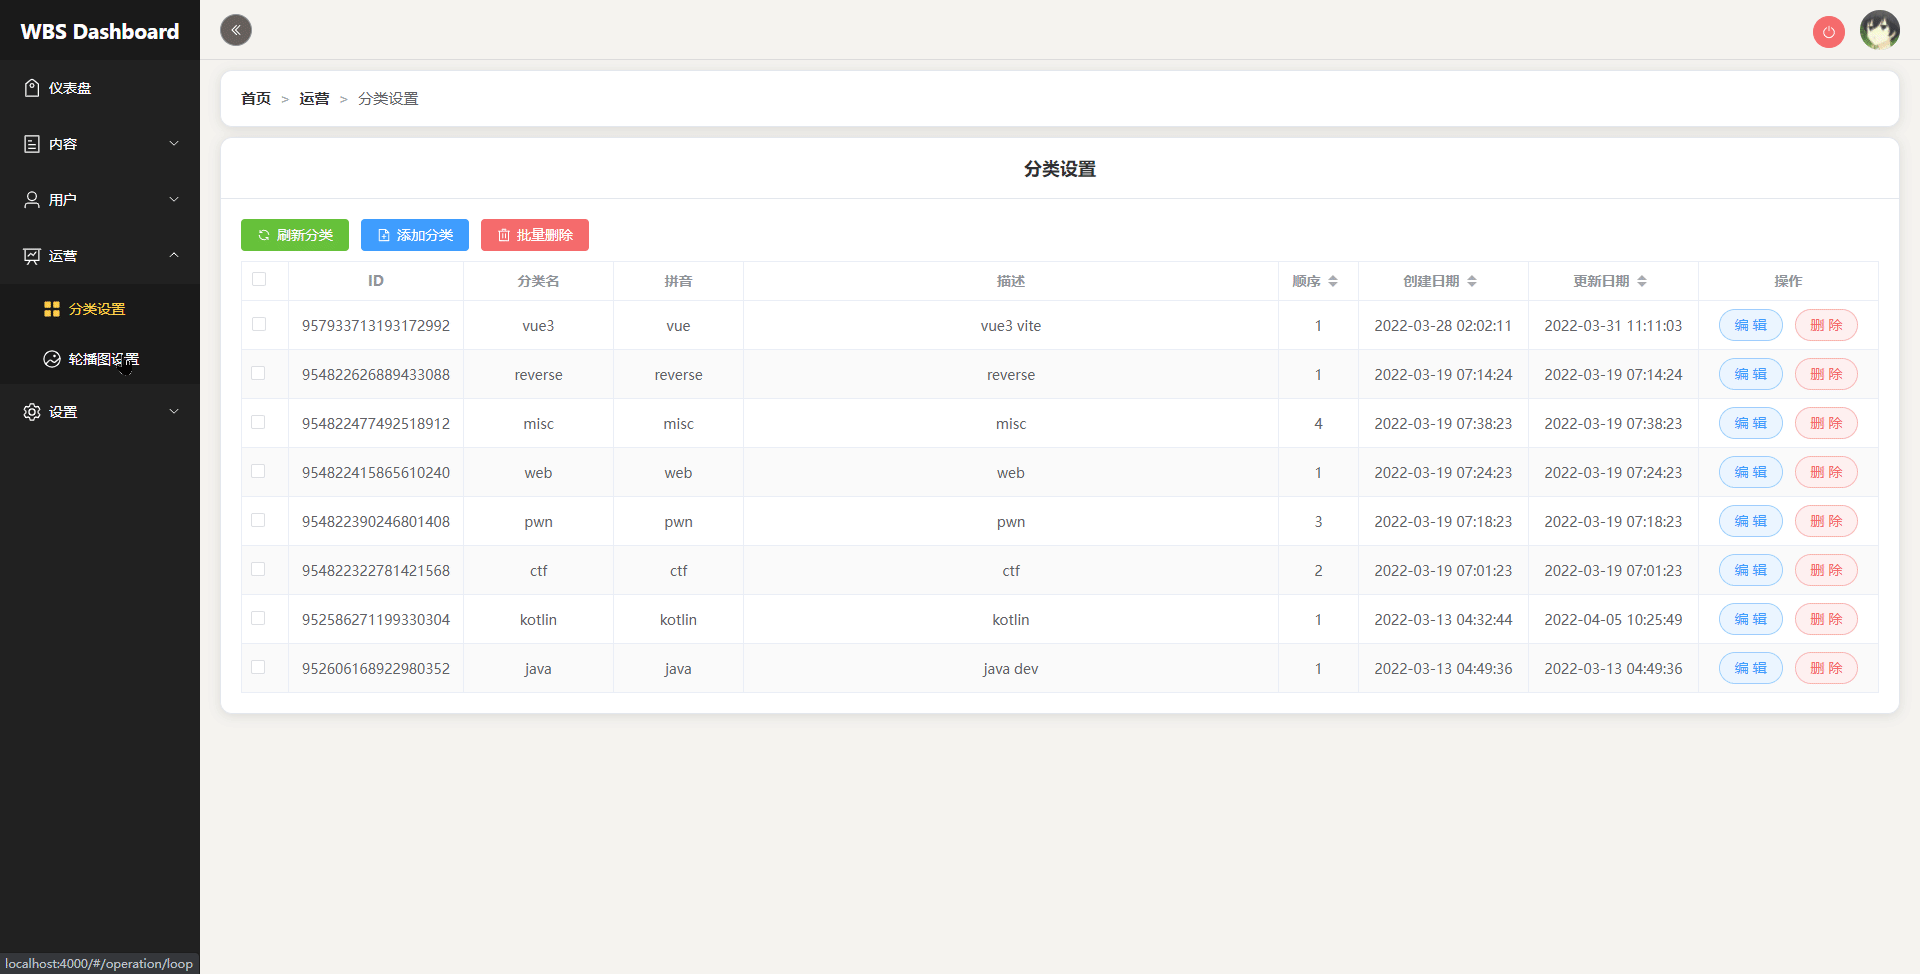 WBS Dashboard
仪表盘
内容
用户
运营
分类设置
轮播图设置
设置
首页 > 运营 > 分类设置
分类设置
刷新分类 添加分类 批量删除
ID 分类名 拼音 描述 顺序 创建日期 更新日期 操作
957933713193172992 vue3 vue vue3 vite 1 2022-03-28 02:02:11 2022-03-31 11:11:03 编 辑 删 除
954822626889433088 reverse reverse reverse 1 2022-03-19 07:14:24 2022-03-19 07:14:24 编 辑 删 除
954822477492518912 misc misc misc 4 2022-03-19 07:38:23 2022-03-19 07:38:23 编 辑 删 除
954822415865610240 web web web 1 2022-03-19 07:24:23 2022-03-19 07:24:23 编 辑 删 除
954822390246801408 pwn pwn pwn 3 2022-03-19 07:18:23 2022-03-19 07:18:23 编 辑 删 除
954822322781421568 ctf ctf ctf 2 2022-03-19 07:01:23 2022-03-19 07:01:23 编 辑 删 除
952586271199330304 kotlin kotlin kotlin 1 2022-03-13 04:32:44 2022-04-05 10:25:49 编 辑 删 除
952606168922980352 java java java dev 1 2022-03-13 04:49:36 2022-03-13 04:49:36 编 辑 删 除
localhost:4000/#/operation/loop